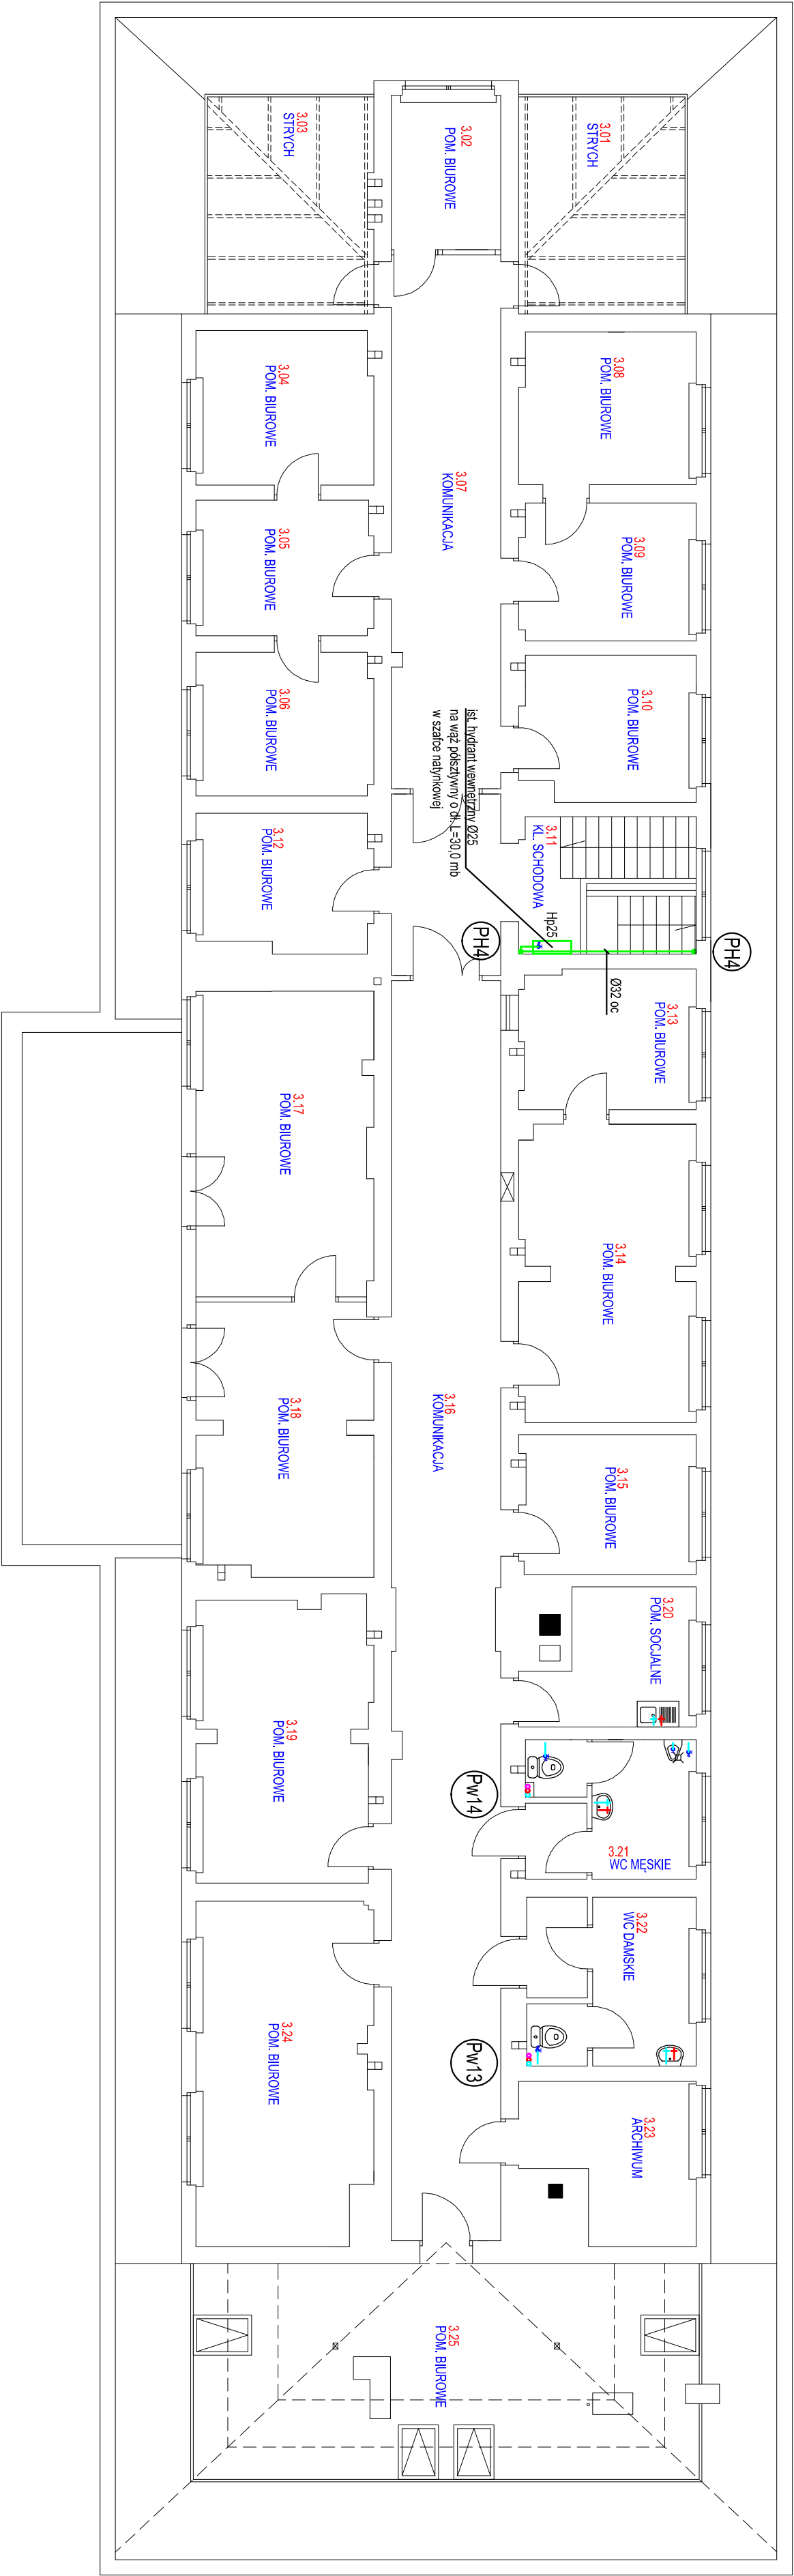 3.01
STRYCH
3.02
POM. BIUROWE
3.03
STRYCH
3.08
POM. BIUROWE
3.04
POM. BIUROWE
3.07
KOMUNIKACJA
3.09
POM. BIUROWE
3.05
POM. BIUROWE
3.10
POM. BIUROWE
3.06
POM. BIUROWE
ist. hydrant wewnętrzny Ø25
na wąż półsztywny o dł. L=30,0 mb
w szafce natynkowej
3.11
KL. SCHODOWA
3.12
POM. BIUROWE
Hp25
PH4
PH4
Ø32 oc
3.13
POM. BIUROWE
3.17
POM. BIUROWE
3.14
POM. BIUROWE
3.16
KOMUNIKACJA
3.18
POM. BIUROWE
3.15
POM. BIUROWE
3.20
POM. SOCJALNE
3.19
POM. BIUROWE
Pw14
3.21
WC MĘSKIE
3.22
WC DAMSKIE
Pw13
3.24
POM. BIUROWE
3.23
ARCHIWUM
3.25
POM. BIUROWE